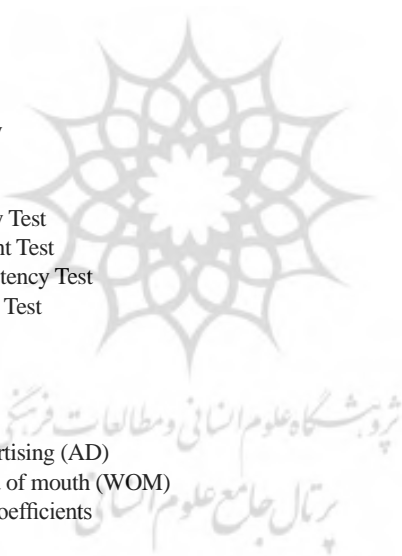 y
y Test
nt Test
tency Test
Test
پژوهشگاه علوم انسانی و مطالعات فرهنگی
rtising (AD)
l of mouth (WOM)
پرتال جامع علوم انسانی
oefficients